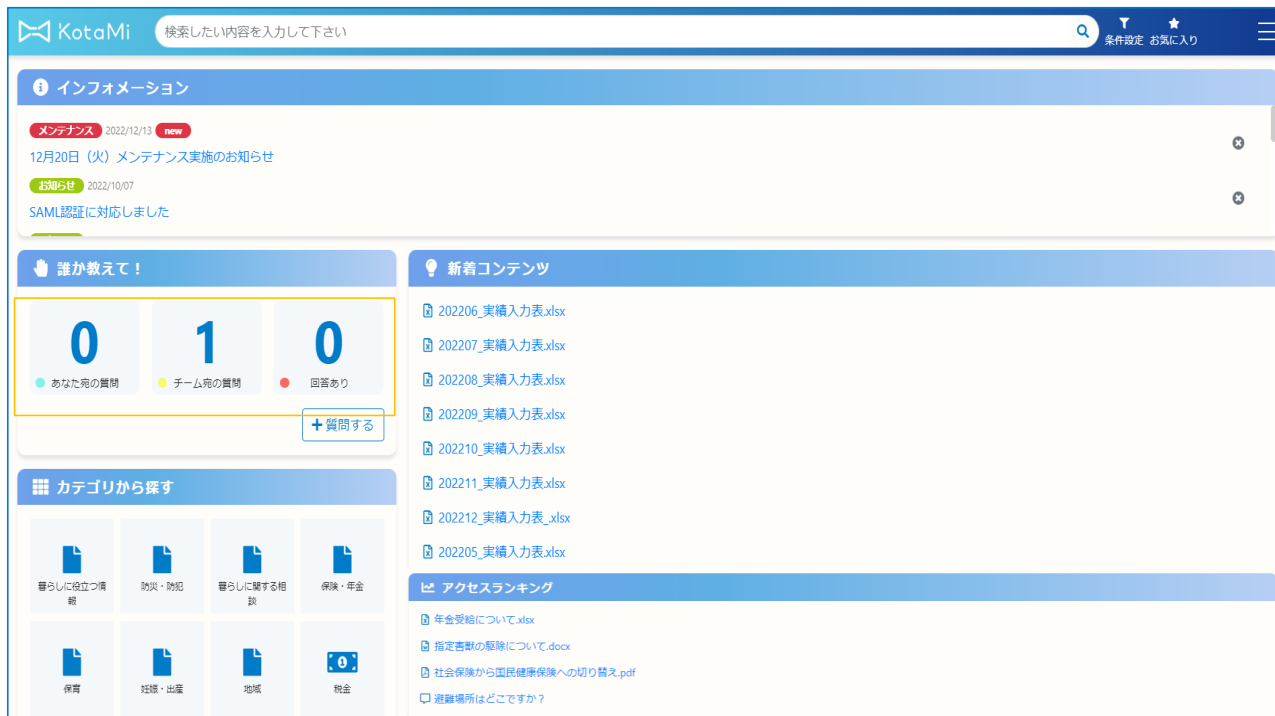 KotaMi
検索したい内容を入力して下さい
条件設定 お気に入り
インフォメーション
メンテナンス 2022/12/13 new
12月20日（火）メンテナンス実施のお知らせ
お知らせ 2022/10/07
SAML認証に対応しました
誰か教えて！
0 1 0
あなた宛の質問 チーム宛の質問 回答あり
質問する
カテゴリから探す
暮らしに役立つ情報
防災・防犯
暮らしに関する相談
保険・年金
保育
妊娠・出産
地域
税金
新着コンテンツ
202206_実績入力表.xlsx
202207_実績入力表.xlsx
202208_実績入力表.xlsx
202209_実績入力表.xlsx
202210_実績入力表.xlsx
202211_実績入力表.xlsx
202212_実績入力表_.xlsx
202205_実績入力表.xlsx
アクセスランキング
年金受給について.xlsx
指定害獣の駆除について.docx
社会保険から国民健康保険への切り替え.pdf
避難場所はどこですか？